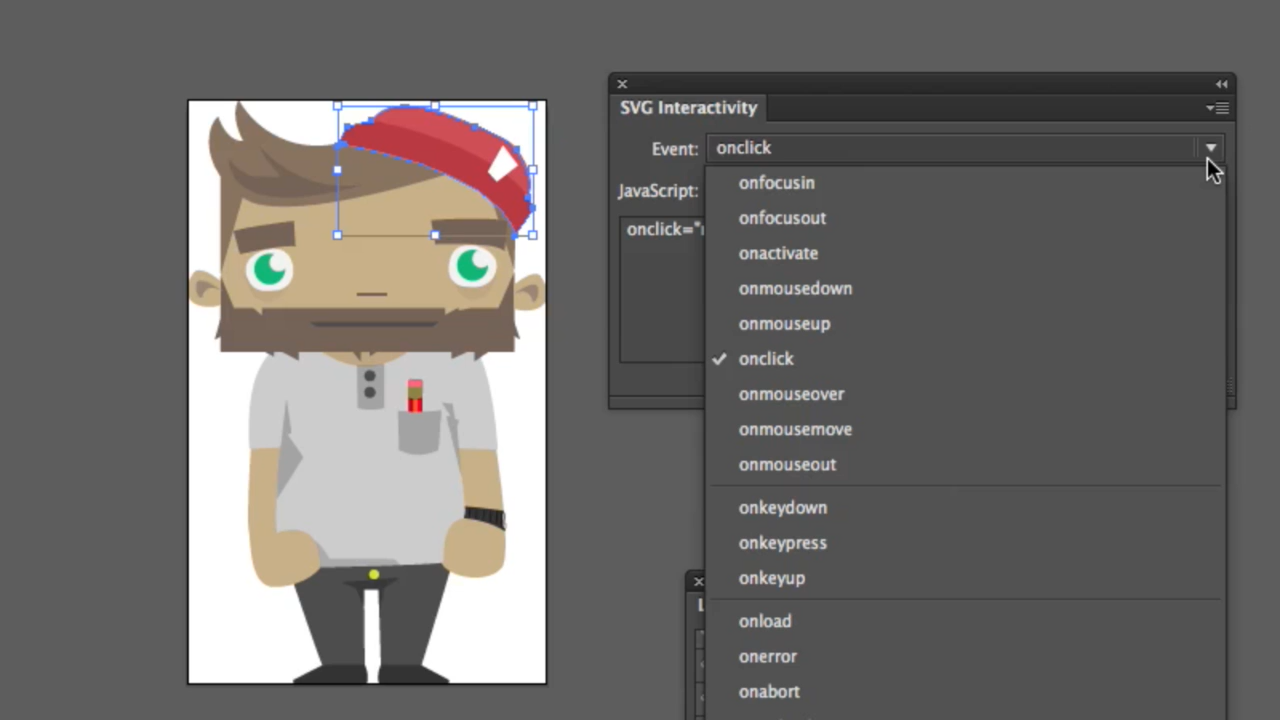 SVG Interactivity
Event: onclick
JavaScript:
onclick="
onfocusin
onfocusout
onactivate
onmousedown
onmouseup
onclick
onmouseover
onmousemove
onmouseout
onkeydown
onkeypress
onkeyup
onload
onerror
onabort